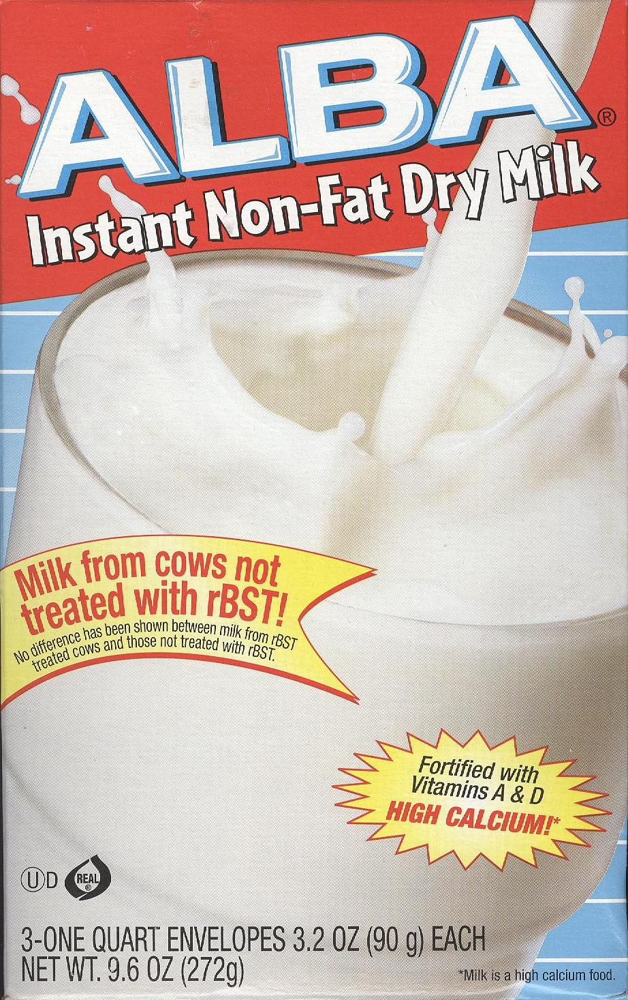 ALBA®
Instant Non-Fat Dry Milk
Milk from cows not
treated with rBST!
No difference has been shown between milk from rBST
treated cows and those not treated with rBST.
Fortified with
Vitamins A & D
HIGH CALCIUM!*
UD REAL®
3-ONE QUART ENVELOPES 3.2 OZ (90 g) EACH
NET WT. 9.6 OZ (272g)
*Milk is a high calcium food.